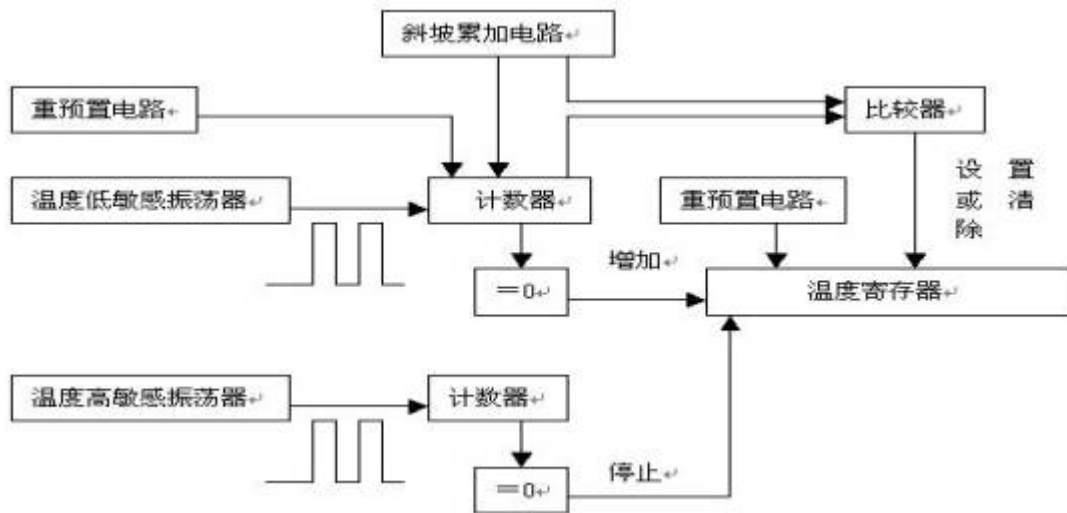 斜坡累加电路
重预置电路
比较器
温度低敏感振荡器
计数器
重预置电路
设 置
或 清
除
增加
=0
温度寄存器
温度高敏感振荡器
计数器
=0
停止